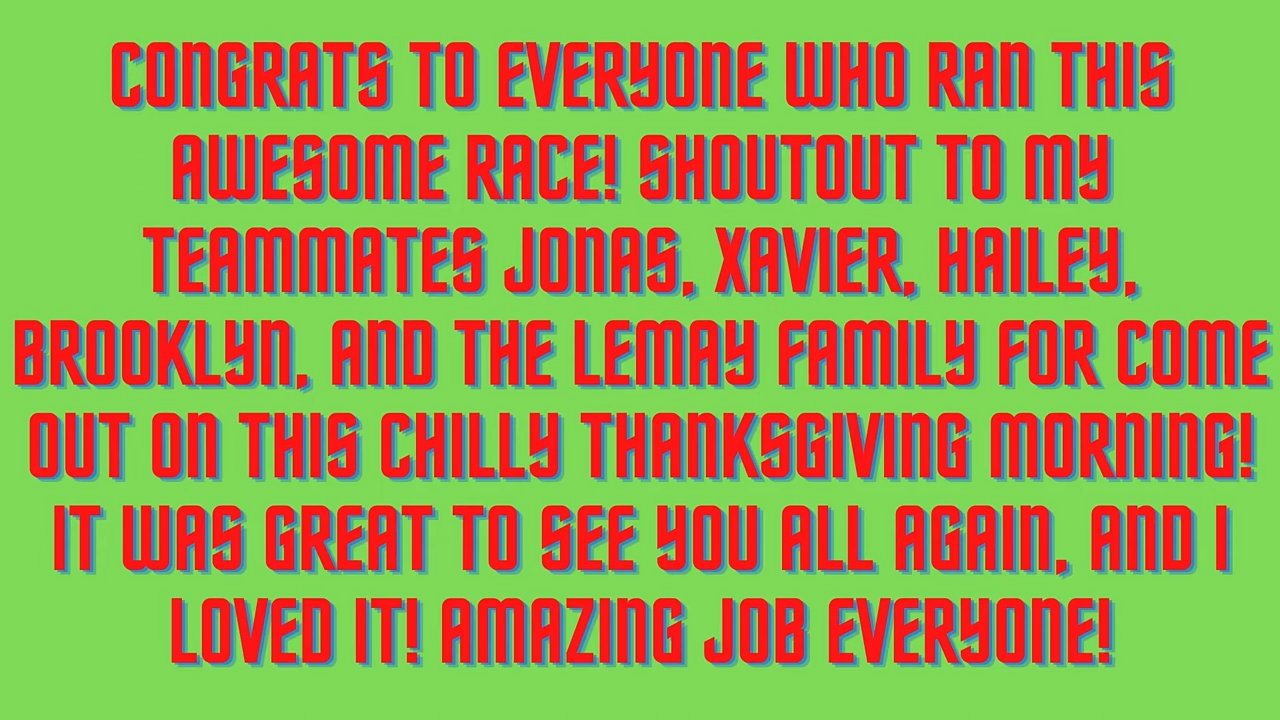 CONGRATS TO EVERYONE WHO RAN THIS
AWESOME RACE! SHOUTOUT TO MY
TEAMMATES JONAS, XAVIER, HAILEY,
BROOKLYN, AND THE LEMAY FAMILY FOR COME
OUT ON THIS CHILLY THANKSGIVING MORNING!
IT WAS GREAT TO SEE YOU ALL AGAIN, AND I
LOVED IT! AMAZING JOB EVERYONE!